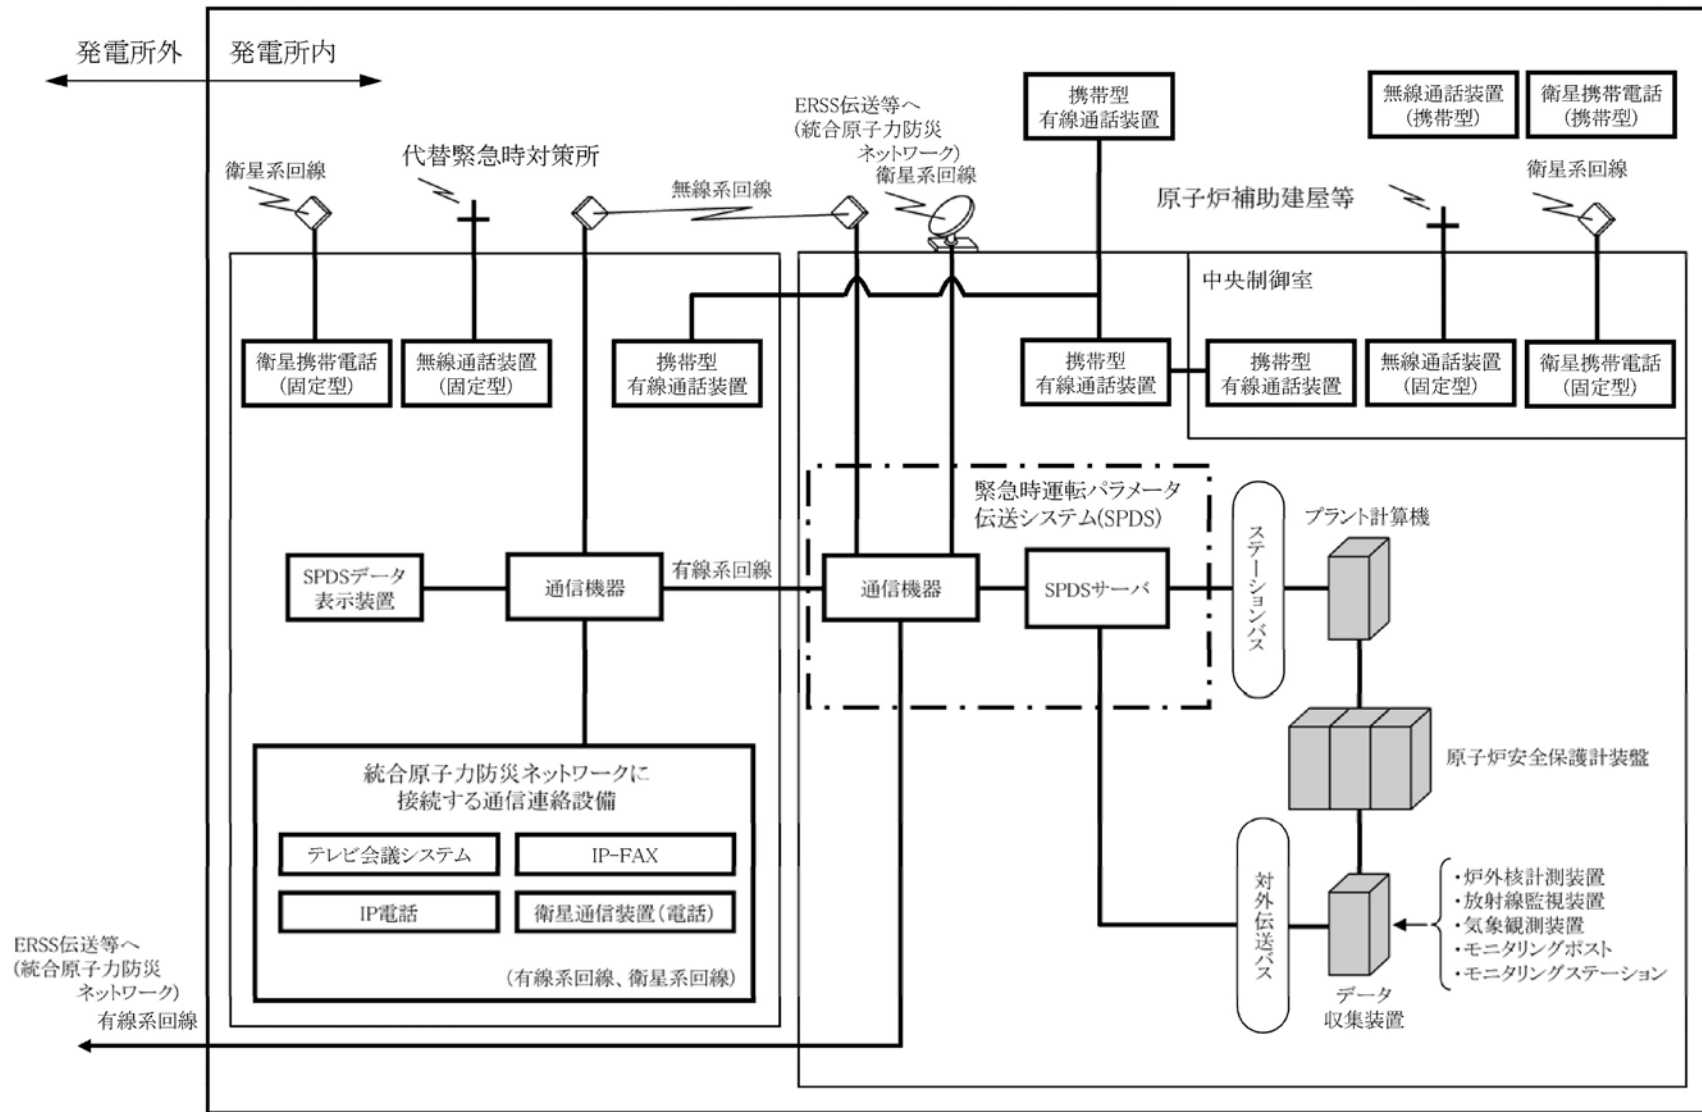 発電所外
発電所内
ERSS伝送等へ
(統合原子力防災
ネットワーク)
衛星系回線
携帯型
有線通話装置
無線通話装置
(携帯型)
衛星携帯電話
(携帯型)
衛星系回線
代替緊急時対策所
無線系回線
原子炉補助建屋等
衛星系回線
中央制御室
衛星携帯電話
(固定型)
無線通話装置
(固定型)
携帯型
有線通話装置
携帯型
有線通話装置
携帯型
有線通話装置
無線通話装置
(固定型)
衛星携帯電話
(固定型)
緊急時運転パラメータ
伝送システム(SPDS)
ステーションバス
プラント計算機
SPDSデータ
表示装置
通信機器
有線系回線
通信機器
SPDSサーバ
原子炉安全保護計装盤
統合原子力防災ネットワークに
接続する通信連絡設備
テレビ会議システム
IP-FAX
IP電話
衛星通信装置(電話)
(有線系回線、衛星系回線)
対外伝送バス
・炉外核計測装置
・放射線監視装置
・気象観測装置
・モニタリングポスト
・モニタリングステーション
データ
収集装置
ERSS伝送等へ
(統合原子力防災
ネットワーク)
有線系回線